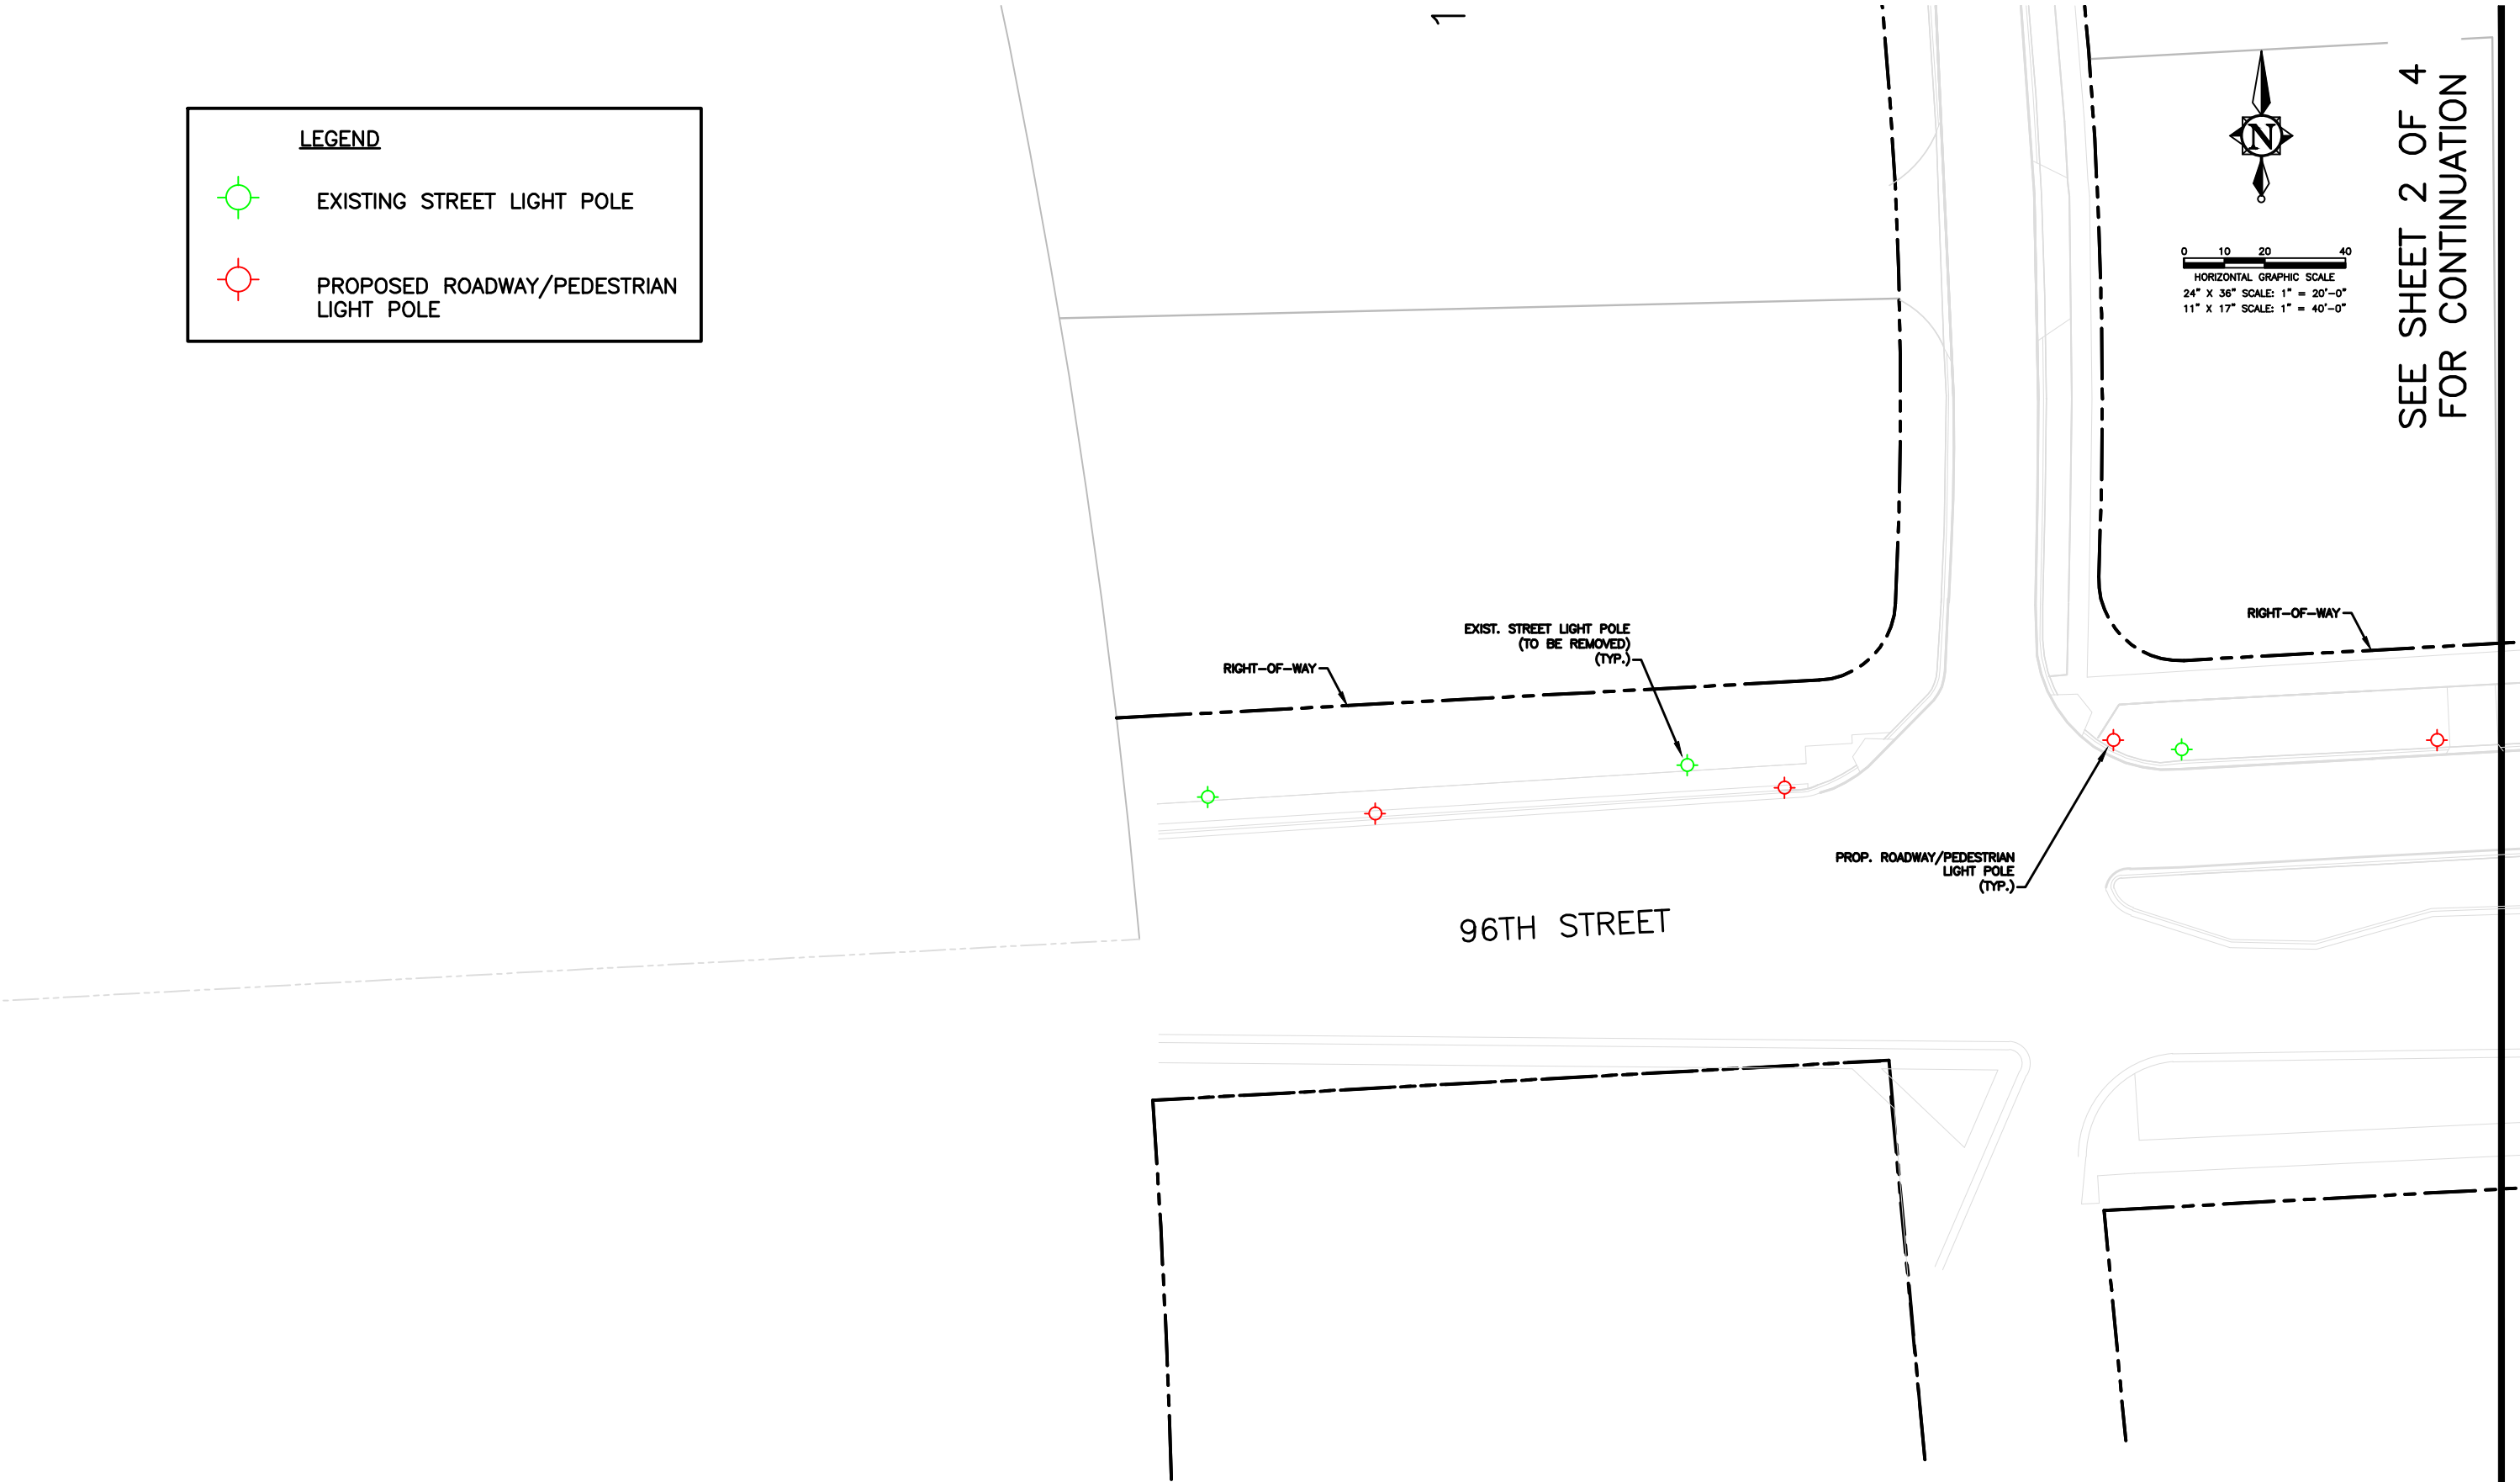 1
LEGEND
EXISTING STREET LIGHT POLE
PROPOSED ROADWAY/PEDESTRIAN
LIGHT POLE
N
0 10 20 40
HORIZONTAL GRAPHIC SCALE
24" X 36" SCALE: 1" = 20'-0"
11" X 17" SCALE: 1" = 40'-0"
SEE SHEET 2 OF 4
FOR CONTINUATION
EXIST. STREET LIGHT POLE
(TO BE REMOVED)
(TYP.)
RIGHT-OF-WAY
RIGHT-OF-WAY
PROP. ROADWAY/PEDESTRIAN
LIGHT POLE
(TYP.)
96TH STREET